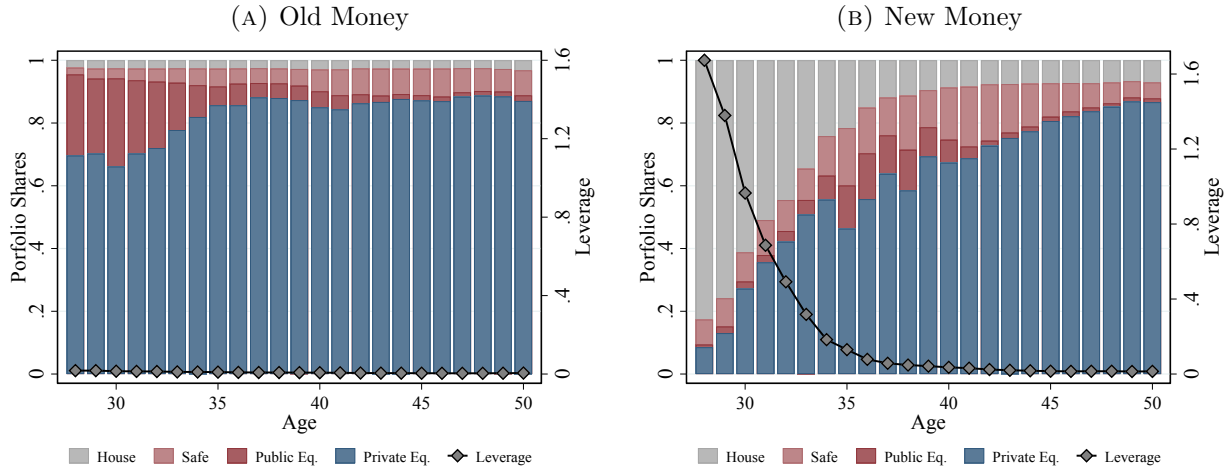 (A) Old Money
(B) New Money
Porfolio Shares
0 .2 .4 .6 .8 1
Leverage
0 .4 .8 1.2 1.6
30 35 40 45 50
Age
House Safe Public Eq. Private Eq. Leverage
Porfolio Shares
0 .2 .4 .6 .8 1
Leverage
0 .4 .8 1.2 1.6
30 35 40 45 50
Age
House Safe Public Eq. Private Eq. Leverage